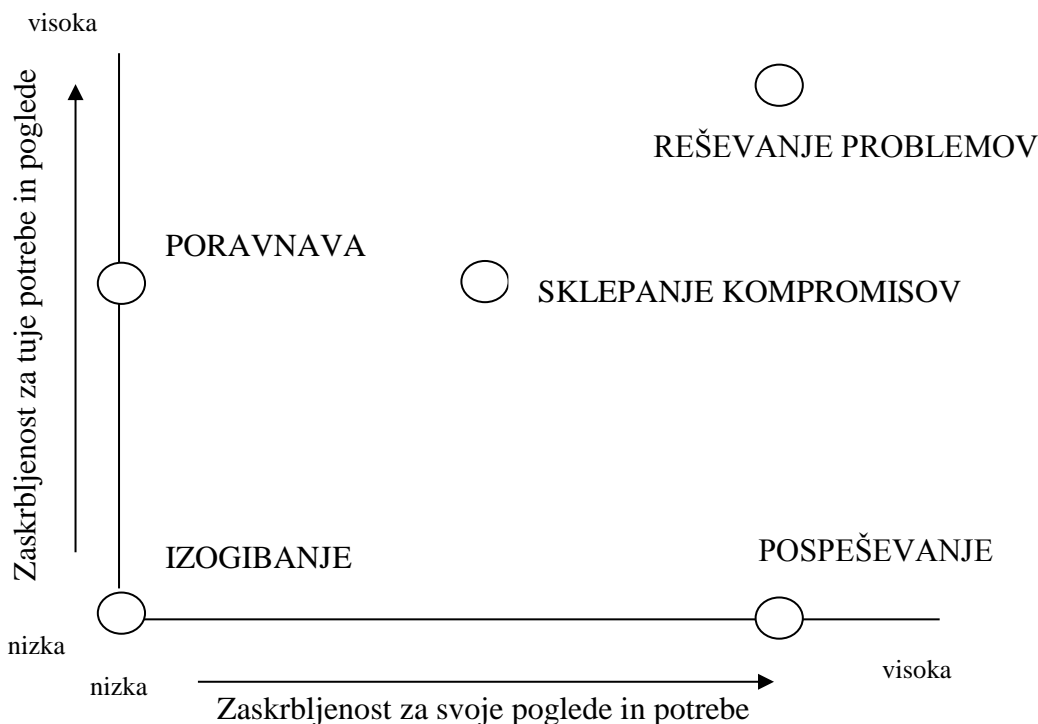 visoka
Zaskrbljenost za tuje potrebe in poglede
REŠEVANJE PROBLEMOV
PORAVNAVA
SKLEPANJE KOMPROMISOV
IZOGIBANJE
POSPEŠEVANJE
nizka
nizka
visoka
Zaskrbljenost za svoje poglede in potrebe